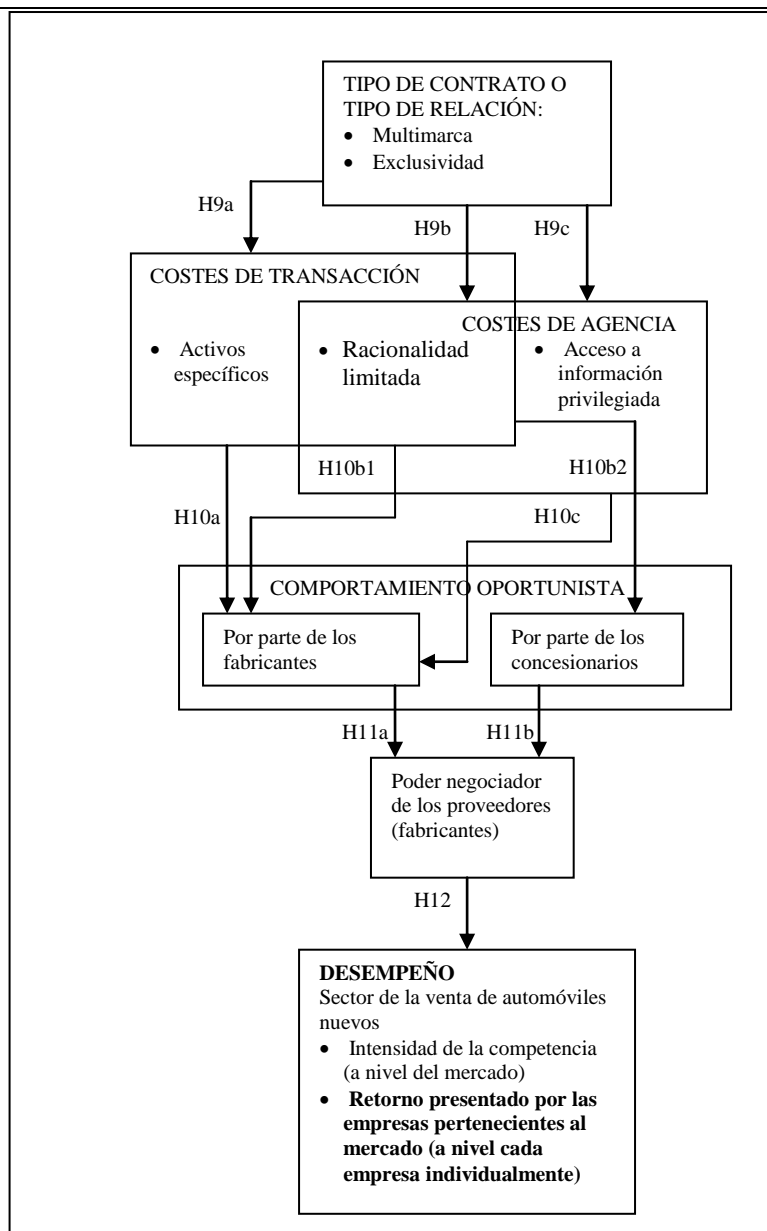 TIPO DE CONTRATO O
TIPO DE RELACIÓN:
• Multimarca
• Exclusividad
H9a
H9b
H9c
COSTES DE TRANSACCIÓN
COSTES DE AGENCIA
• Activos
específicos
• Racionalidad
limitada
• Acceso a
información
privilegiada
H10b1
H10b2
H10a
H10c
COMPORTAMIENTO OPORTUNISTA
Por parte de los
fabricantes
Por parte de los
concesionarios
H11a
H11b
Poder negociador
de los proveedores
(fabricantes)
H12
DESEMPEÑO
Sector de la venta de automóviles
nuevos
• Intensidad de la competencia
(a nivel del mercado)
• Retorno presentado por las
empresas pertenecientes al
mercado (a nivel cada
empresa individualmente)